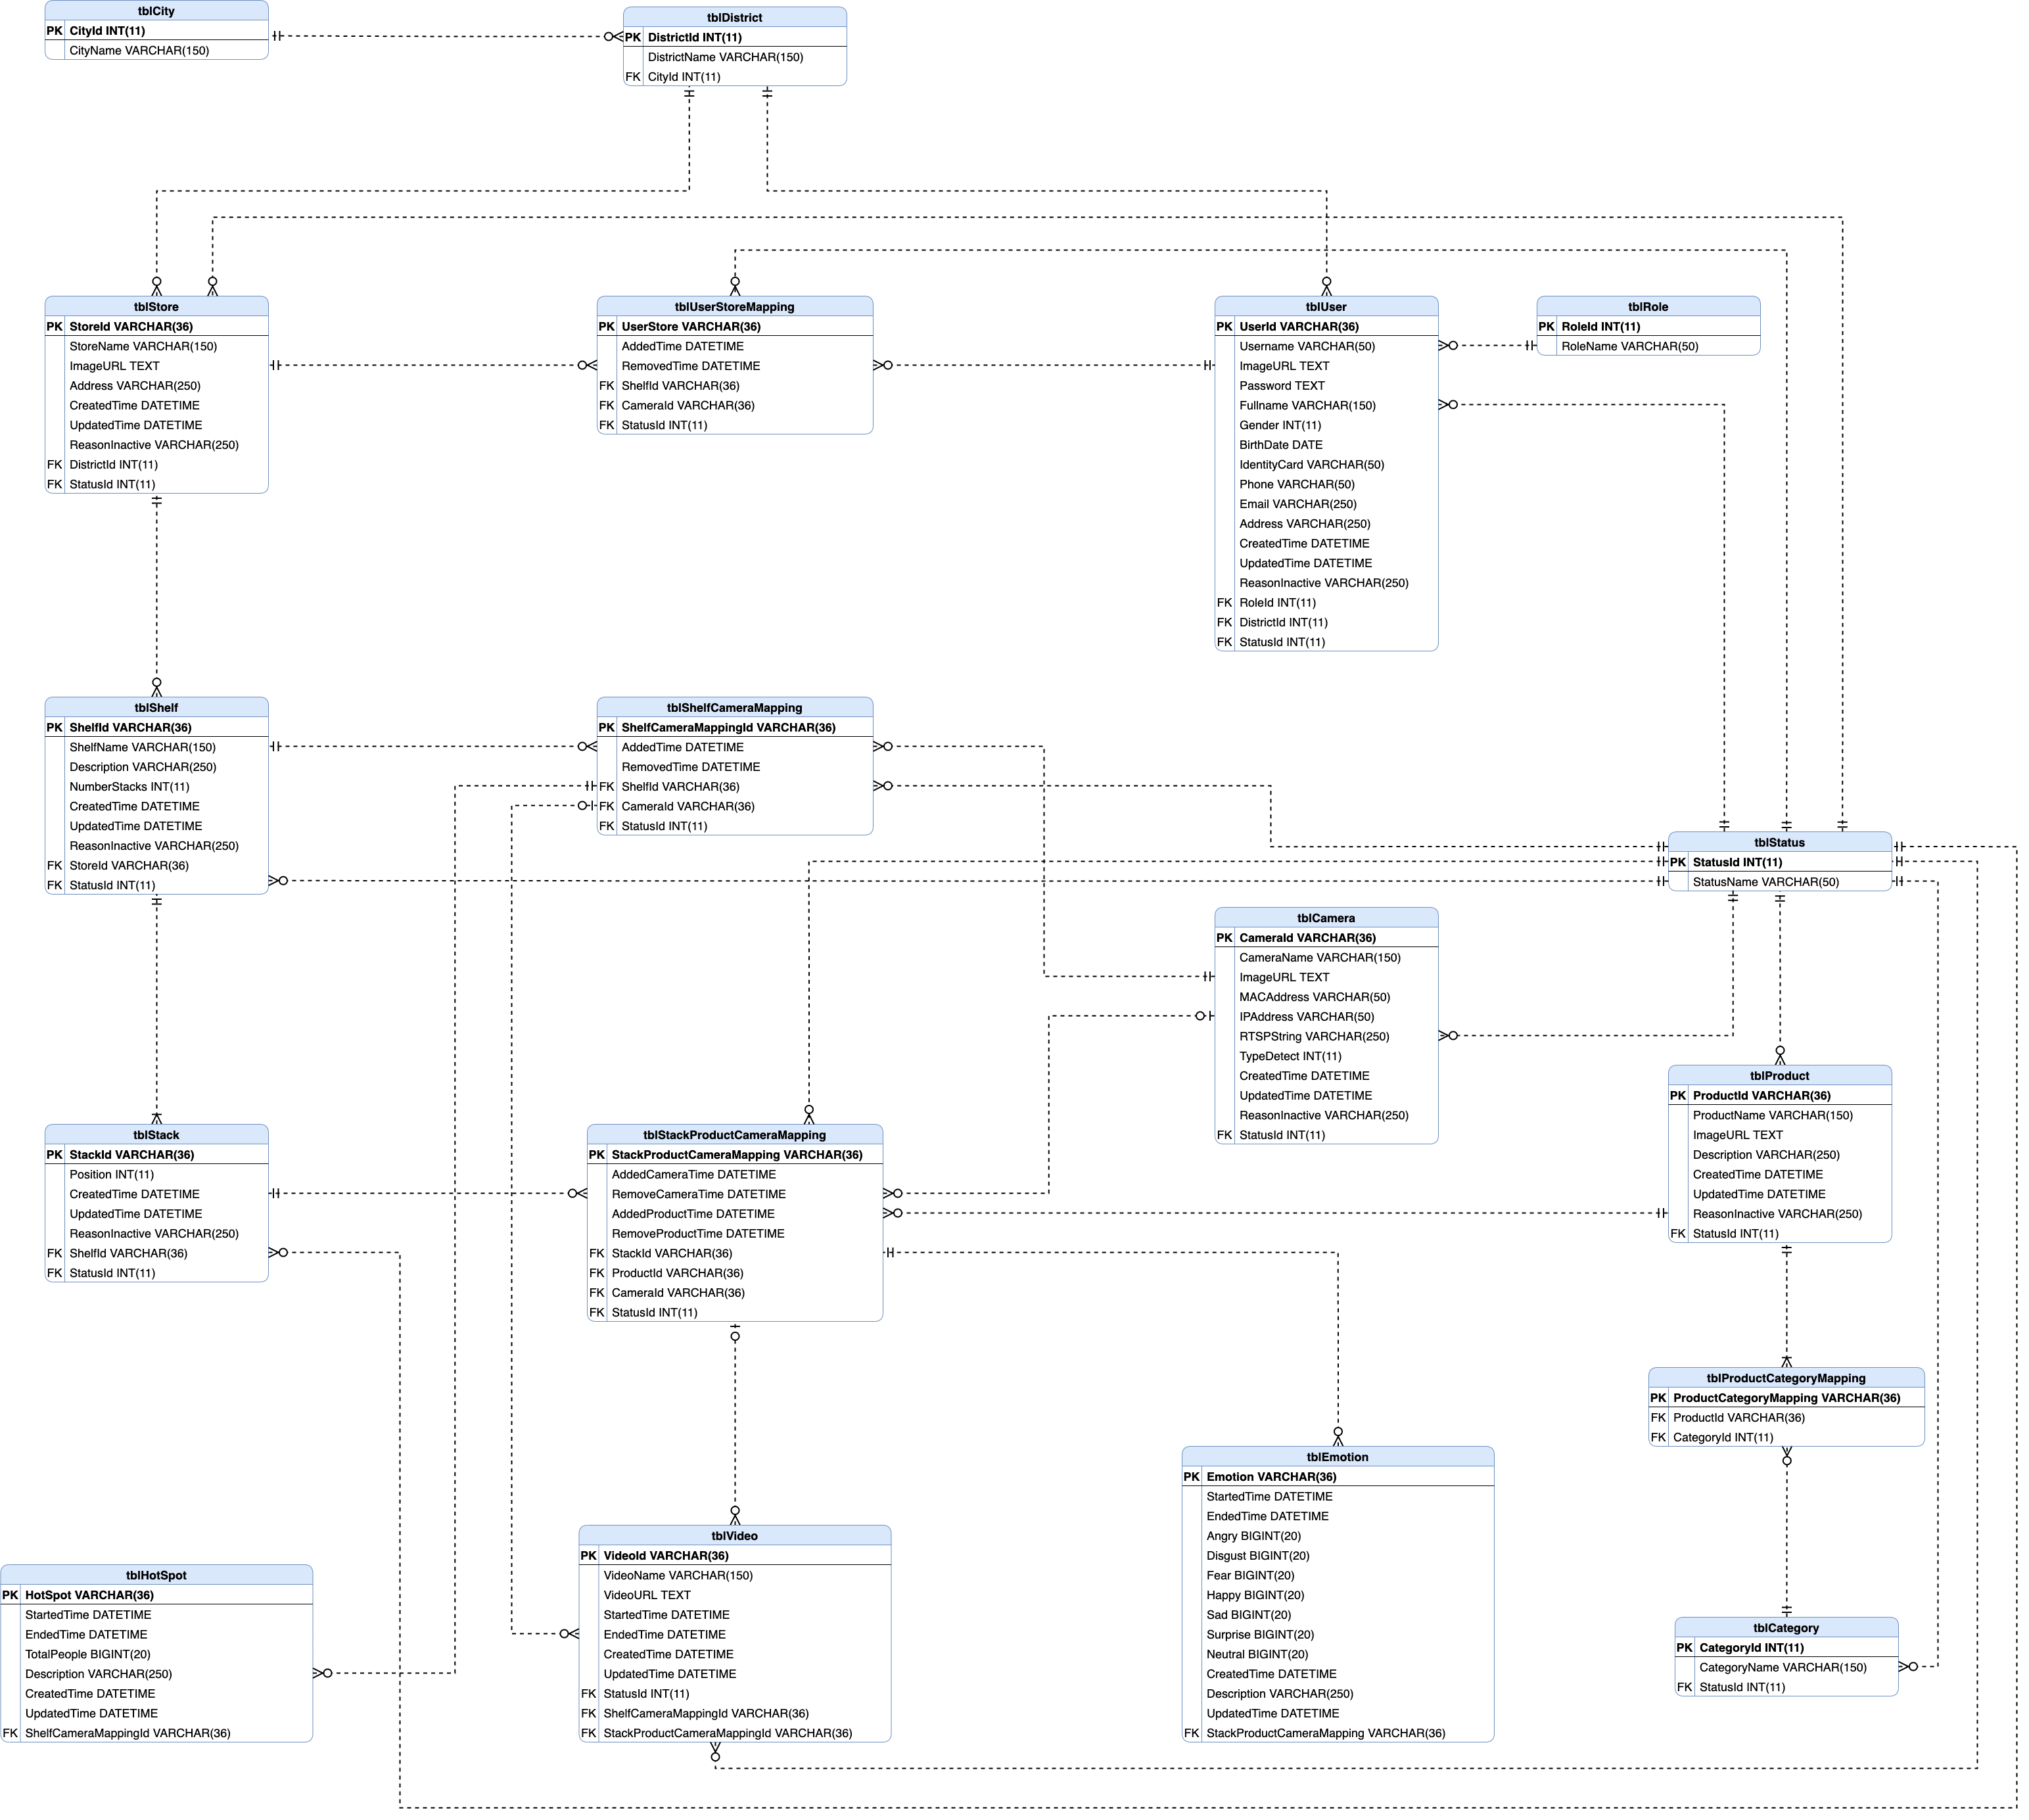 tblCity
PK CityId INT(11)
CityName VARCHAR(150)
tblDistrict
PK DistrictId INT(11)
DistrictName VARCHAR(150)
FK CityId INT(11)
tblStore
PK StoreId VARCHAR(36)
StoreName VARCHAR(150)
ImageURL TEXT
Address VARCHAR(250)
CreatedTime DATETIME
UpdatedTime DATETIME
ReasonInactive VARCHAR(250)
FK DistrictId INT(11)
FK StatusId INT(11)
tblUserStoreMapping
PK UserStore VARCHAR(36)
AddedTime DATETIME
RemovedTime DATETIME
FK ShelfId VARCHAR(36)
FK CameraId VARCHAR(36)
FK StatusId INT(11)
tblUser
PK UserId VARCHAR(36)
Username VARCHAR(50)
ImageURL TEXT
Password TEXT
Fullname VARCHAR(150)
Gender INT(11)
BirthDate DATE
IdentityCard VARCHAR(50)
Phone VARCHAR(50)
Email VARCHAR(250)
Address VARCHAR(250)
CreatedTime DATETIME
UpdatedTime DATETIME
ReasonInactive VARCHAR(250)
FK RoleId INT(11)
FK DistrictId INT(11)
FK StatusId INT(11)
tblRole
PK RoleId INT(11)
RoleName VARCHAR(50)
tblShelf
PK ShelfId VARCHAR(36)
ShelfName VARCHAR(150)
Description VARCHAR(250)
NumberStacks INT(11)
CreatedTime DATETIME
UpdatedTime DATETIME
ReasonInactive VARCHAR(250)
FK StoreId VARCHAR(36)
FK StatusId INT(11)
tblShelfCameraMapping
PK ShelfCameraMappingId VARCHAR(36)
AddedTime DATETIME
RemovedTime DATETIME
FK ShelfId VARCHAR(36)
FK CameraId VARCHAR(36)
FK StatusId INT(11)
tblStatus
PK StatusId INT(11)
StatusName VARCHAR(50)
tblCamera
PK CameraId VARCHAR(36)
CameraName VARCHAR(150)
ImageURL TEXT
MACAddress VARCHAR(50)
IPAddress VARCHAR(50)
RTSPString VARCHAR(250)
TypeDetect INT(11)
CreatedTime DATETIME
UpdatedTime DATETIME
ReasonInactive VARCHAR(250)
FK StatusId INT(11)
tblProduct
PK ProductId VARCHAR(36)
ProductName VARCHAR(150)
ImageURL TEXT
Description VARCHAR(250)
CreatedTime DATETIME
UpdatedTime DATETIME
ReasonInactive VARCHAR(250)
FK StatusId INT(11)
tblStack
PK StackId VARCHAR(36)
Position INT(11)
CreatedTime DATETIME
UpdatedTime DATETIME
ReasonInactive VARCHAR(250)
FK ShelfId VARCHAR(36)
FK StatusId INT(11)
tblStackProductCameraMapping
PK StackProductCameraMapping VARCHAR(36)
AddedCameraTime DATETIME
RemoveCameraTime DATETIME
AddedProductTime DATETIME
RemoveProductTime DATETIME
FK StackId VARCHAR(36)
FK ProductId VARCHAR(36)
FK CameraId VARCHAR(36)
FK StatusId INT(11)
tblProductCategoryMapping
PK ProductCategoryMapping VARCHAR(36)
FK ProductId VARCHAR(36)
FK CategoryId INT(11)
tblEmotion
PK Emotion VARCHAR(36)
StartedTime DATETIME
EndedTime DATETIME
Angry BIGINT(20)
Disgust BIGINT(20)
Fear BIGINT(20)
Happy BIGINT(20)
Sad BIGINT(20)
Surprise BIGINT(20)
Neutral BIGINT(20)
CreatedTime DATETIME
Description VARCHAR(250)
UpdatedTime DATETIME
FK StackProductCameraMapping VARCHAR(36)
tblVideo
PK VideoId VARCHAR(36)
VideoName VARCHAR(150)
VideoURL TEXT
StartedTime DATETIME
EndedTime DATETIME
CreatedTime DATETIME
UpdatedTime DATETIME
FK StatusId INT(11)
FK ShelfCameraMappingId VARCHAR(36)
FK StackProductCameraMappingId VARCHAR(36)
tblHotSpot
PK HotSpot VARCHAR(36)
StartedTime DATETIME
EndedTime DATETIME
TotalPeople BIGINT(20)
Description VARCHAR(250)
CreatedTime DATETIME
UpdatedTime DATETIME
FK ShelfCameraMappingId VARCHAR(36)
tblCategory
PK CategoryId INT(11)
CategoryName VARCHAR(150)
FK StatusId INT(11)